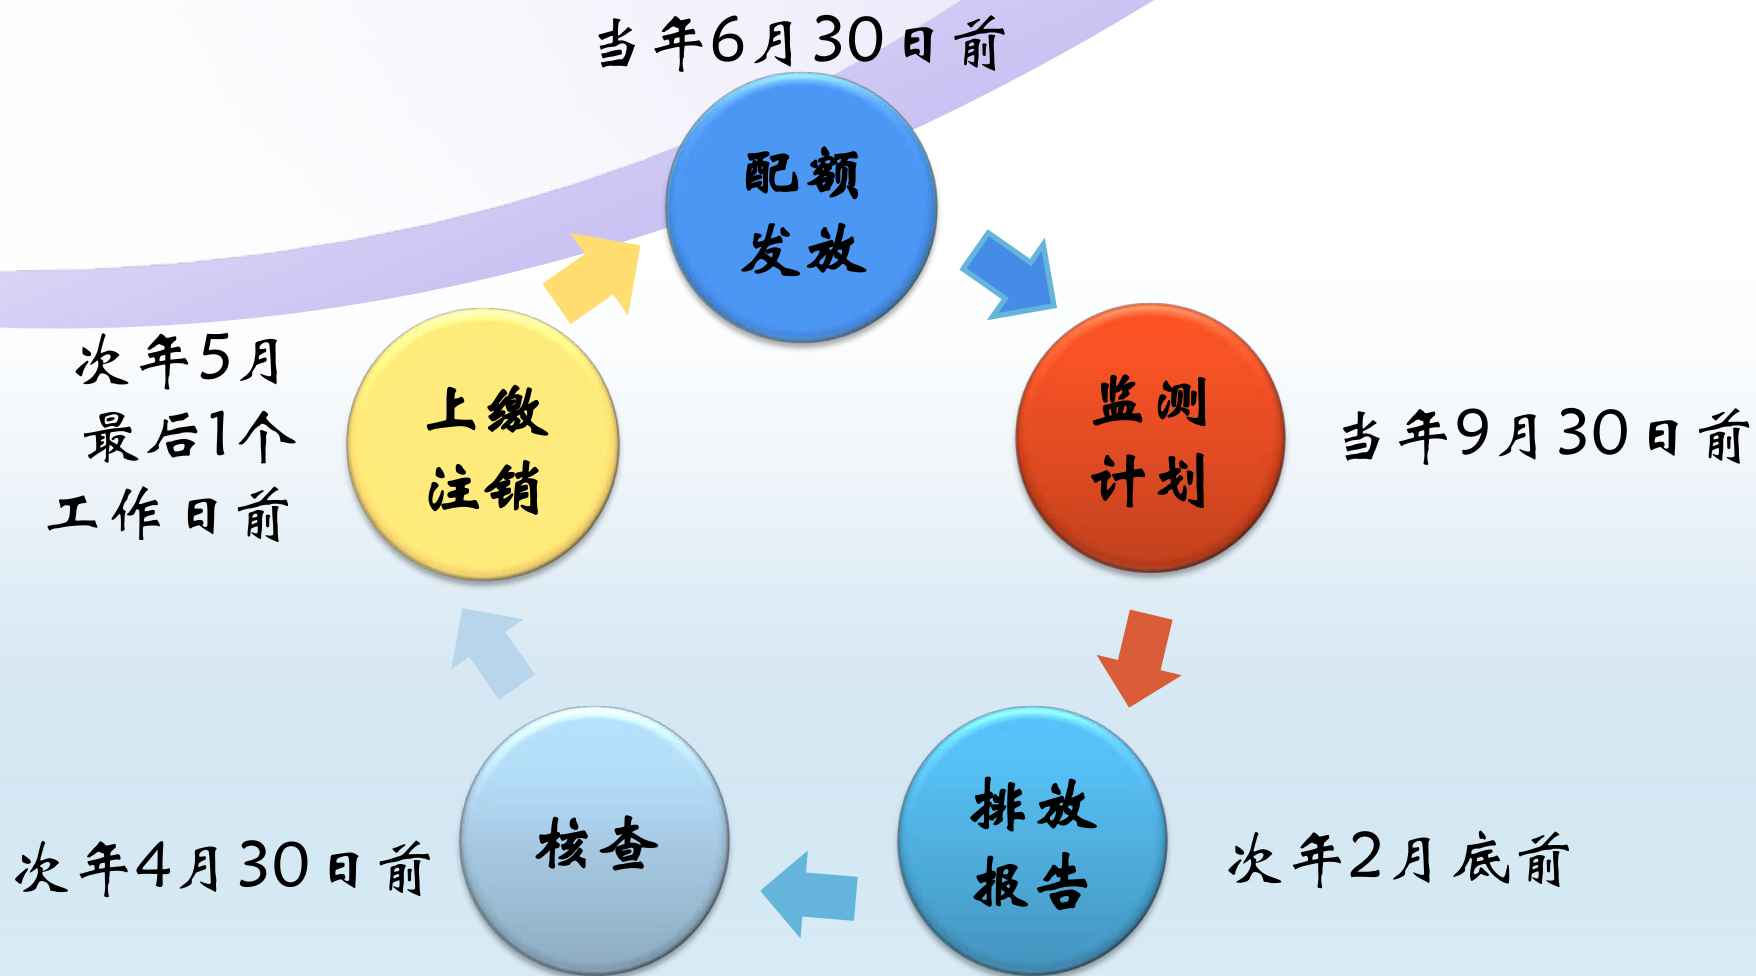 当年6月30日前
配额
发放
监测
计划
当年9月30日前
排放
报告
次年2月底前
核查
次年4月30日前
上缴
注销
次年5月
最后1个
工作日前